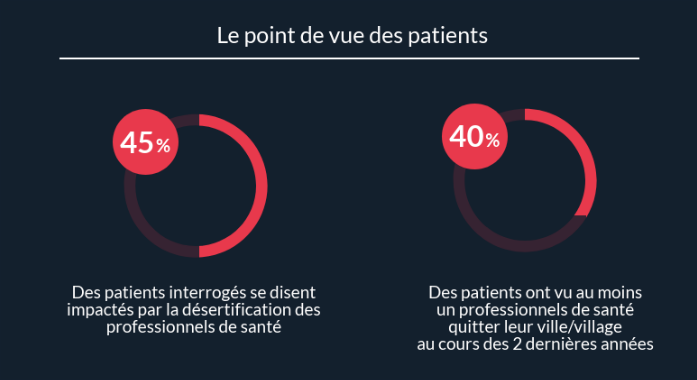 Le point de vue des patients
45%
40%
Des patients interrogés se disent
impactés par la désertification des
professionnels de santé
Des patients ont vu au moins
un professionnels de santé
quitter leur ville/village
au cours des 2 dernières années